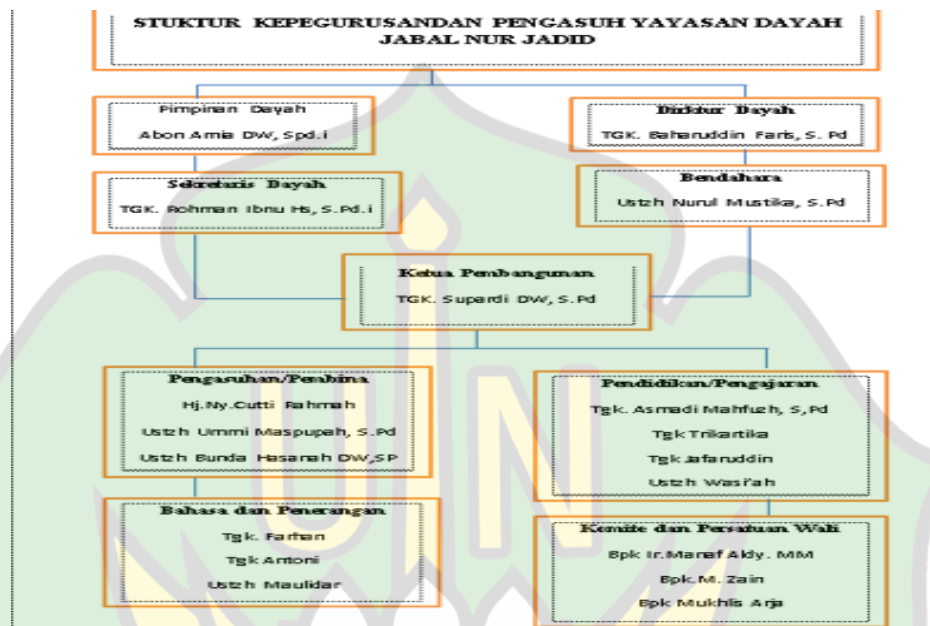 STUKTUR KEPEGURUSANDAN PENGASUH YAYASAN DAYAH
JABAL NUR JADID
Pimpinan Dayah
Abon Arnia DW, Spd.i
Diriktur Dayah
TGK. Baharuddin Faris, S. Pd
Sekretaris Dayah
TGK. Rohman Ibnu Hs, S.Pd.i
Bendahara
Ustzh Nurul Mustika, S.Pd
Ketua Pembangunan
TGK. Supardi DW, S.Pd
Pengasuhan/Pembina
Hj.Ny.Cutti Rahmah
Ustzh Ummi Maspupah, S.Pd
Ustzh Bunda Hasanah DW,SP
Pendidikan/Pengajaran
Tgk. Asmadi Mahfuzh, S,Pd
Tgk Trikartika
Tgk Jafaruddin
Ustzh Wasi'ah
Bahasa dan Penerangan
Tgk. Farhan
Tgk Antoni
Ustzh Maulidar
Komite dan Persatuan Wali
Bpk Ir.Manaf Aldy. MM
Bpk.M. Zain
Bpk Mukhlis Arja
UIN